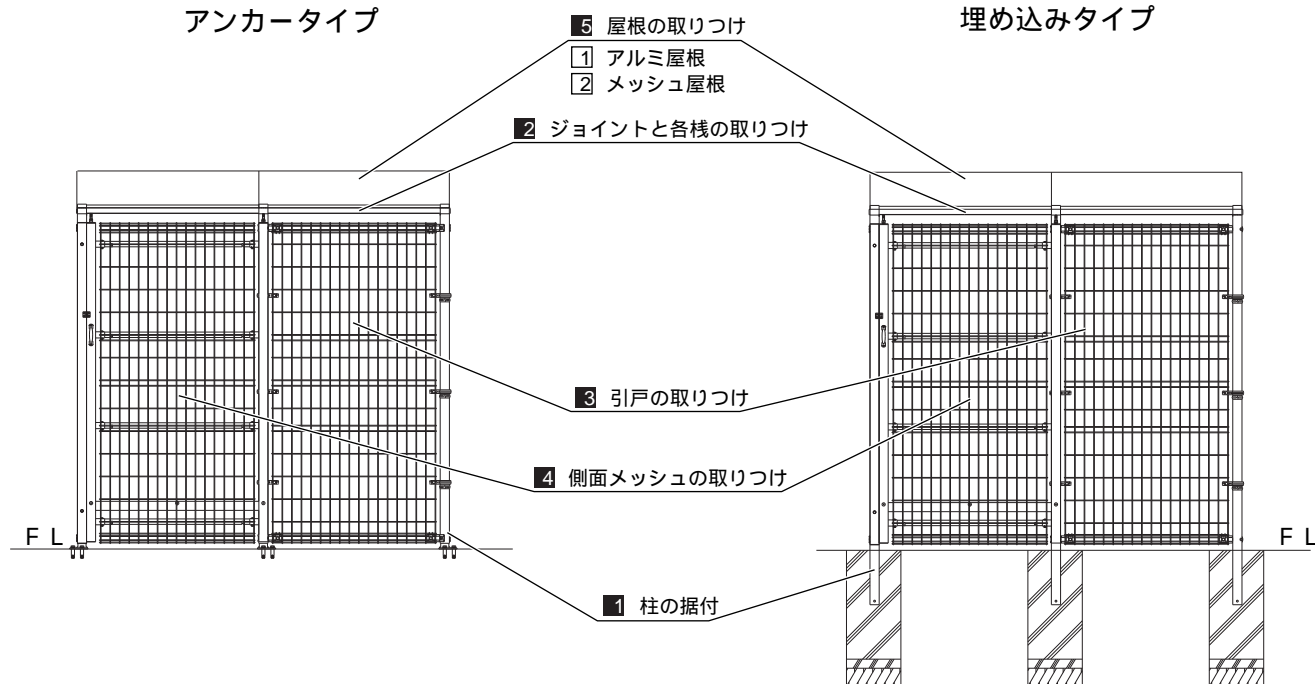 アンカータイプ
埋め込みタイプ
5 屋根の取りつけ
1 アルミ屋根
2 メッシュ屋根
2 ジョイントと各桟の取りつけ
3 引戸の取りつけ
4 側面メッシュの取りつけ
F L
F L
1 柱の据付